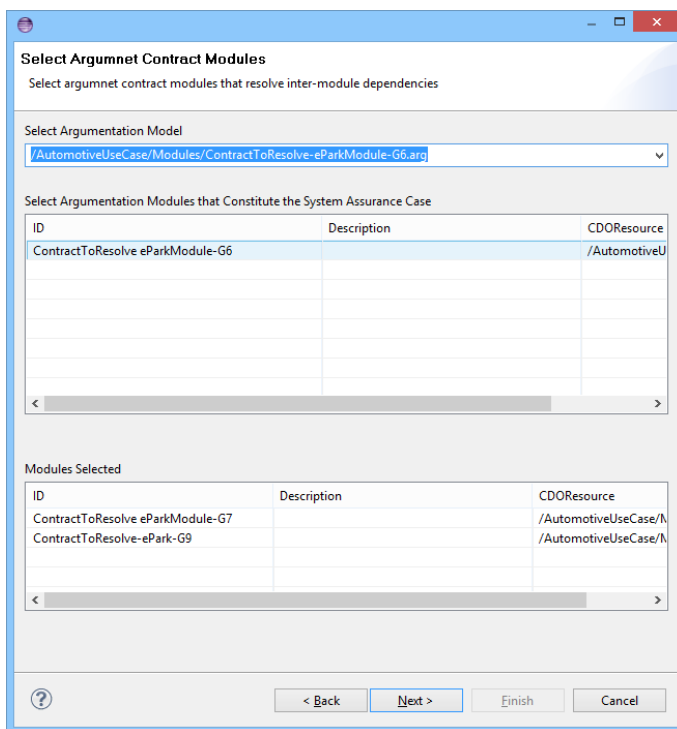 Select Argumnet Contract Modules
Select argumnet contract modules that resolve inter-module dependencies
Select Argumentation Model
/AutomotiveUseCase/Modules/ContractToResolve-eParkModule-G6.arg
Select Argumentation Modules that Constitute the System Assurance Case
ID Description CDOResource
ContractToResolve eParkModule-G6 /AutomotiveU
Modules Selected
ID Description CDOResource
ContractToResolve eParkModule-G7 /AutomotiveUseCase/M
ContractToResolve-ePark-G9 /AutomotiveUseCase/M
? < Back Next > Finish Cancel